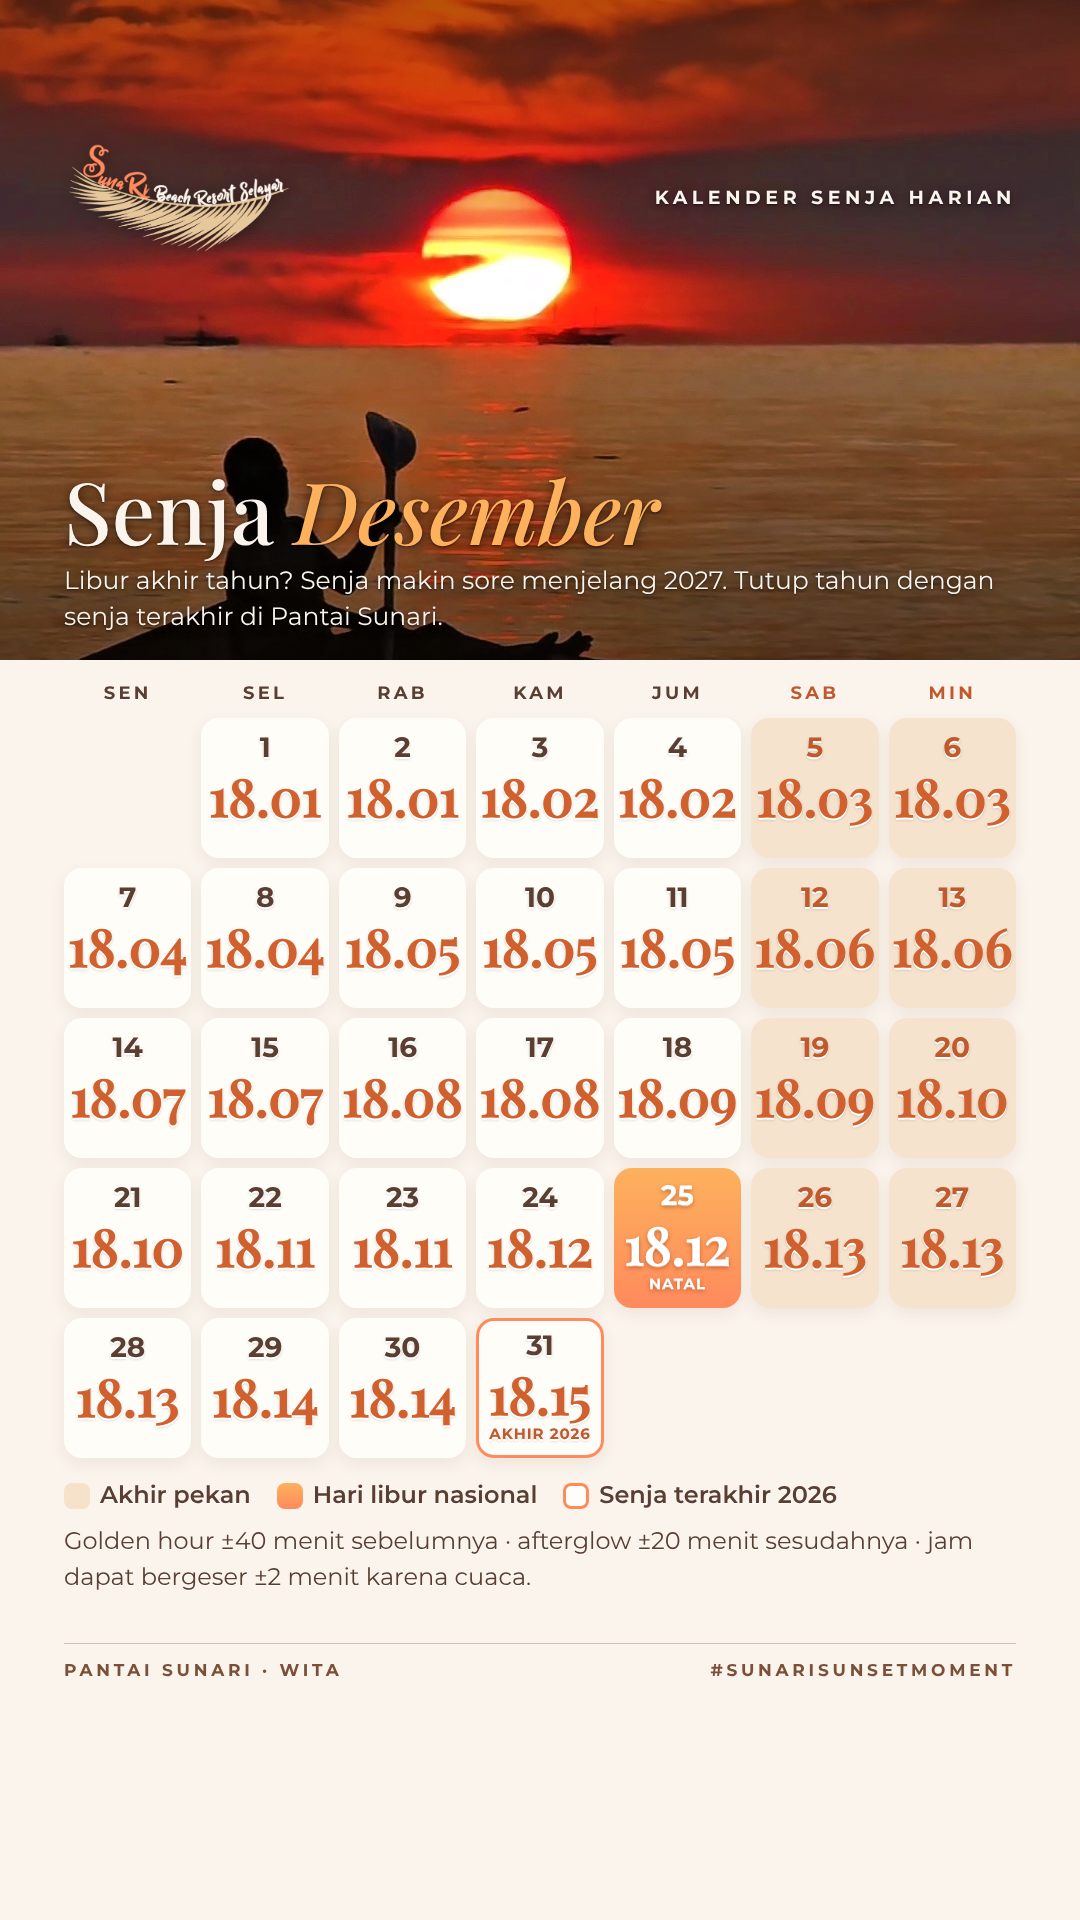 SunaRi Beach Resort Selayar
KALENDER SENJA HARIAN
Senja Desember
Libur akhir tahun? Senja makin sore menjelang 2027. Tutup tahun dengan
senja terakhir di Pantai Sunari.
SEN SEL RAB KAM JUM SAB MIN
1 2 3 4 5 6
18.01 18.01 18.02 18.02 18.03 18.03
7 8 9 10 11 12 13
18.04 18.04 18.05 18.05 18.05 18.06 18.06
14 15 16 17 18 19 20
18.07 18.07 18.08 18.08 18.09 18.09 18.10
21 22 23 24 25 26 27
18.10 18.11 18.11 18.12 18.12 18.13 18.13
NATAL
28 29 30 31
18.13 18.14 18.14 18.15
AKHIR 2026
Akhir pekan Hari libur nasional Senja terakhir 2026
Golden hour ±40 menit sebelumnya · afterglow ±20 menit sesudahnya · jam
dapat bergeser ±2 menit karena cuaca.
PANTAI SUNARI · WITA #SUNARISUNSETMOMENT